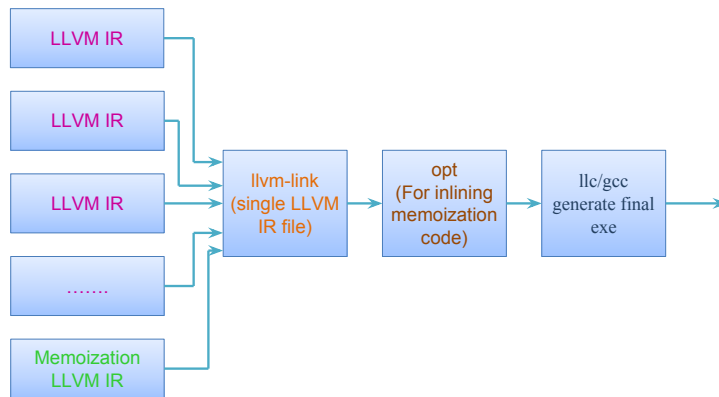 LLVM IR
LLVM IR
LLVM IR
.......
Memoization
LLVM IR
llvm-link
(single LLVM
IR file)
opt
(For inlining
memoization
code)
llc/gcc
generate final
exe